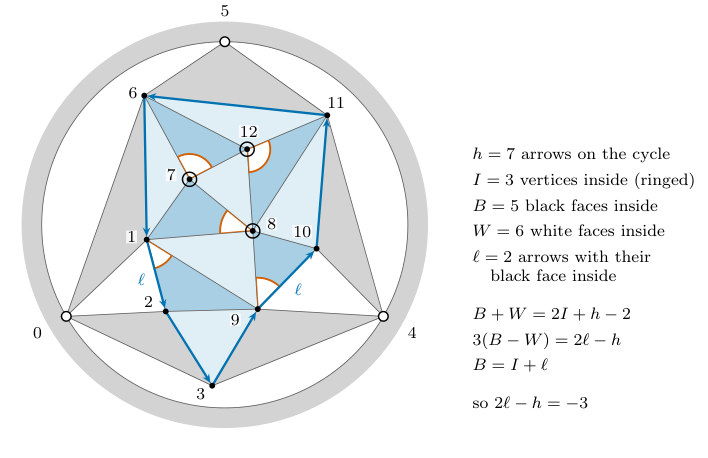 5
6
11
12
7
8
1
10
ℓ
ℓ
2
9
0
4
3
h = 7 arrows on the cycle
I = 3 vertices inside (ringed)
B = 5 black faces inside
W = 6 white faces inside
ℓ = 2 arrows with their
black face inside
B + W = 2I + h − 2
3(B − W) = 2ℓ − h
B = I + ℓ
so 2ℓ − h = −3